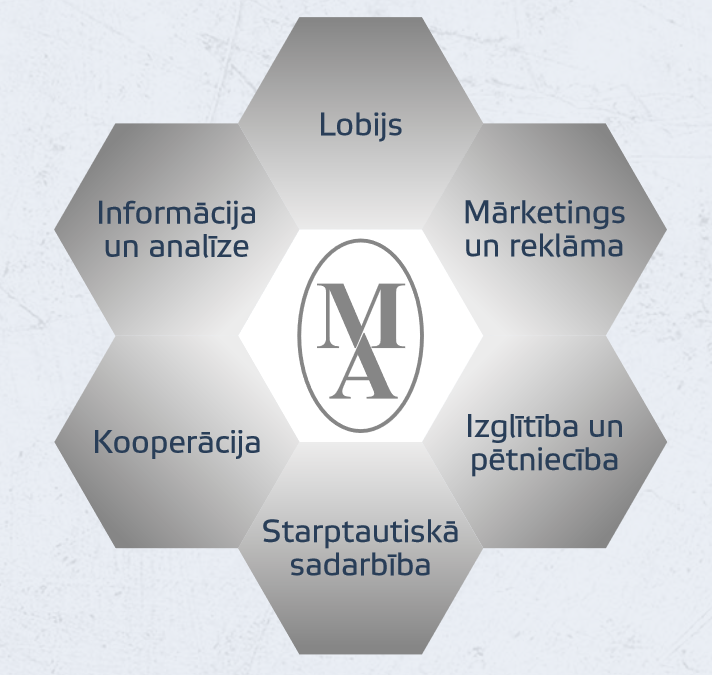 Lobijs
Informācija
un analīze
Mārketings
un reklāma
MA
Kooperācija
Izglītība un
pētniecība
Starptautiskā
sadarbība